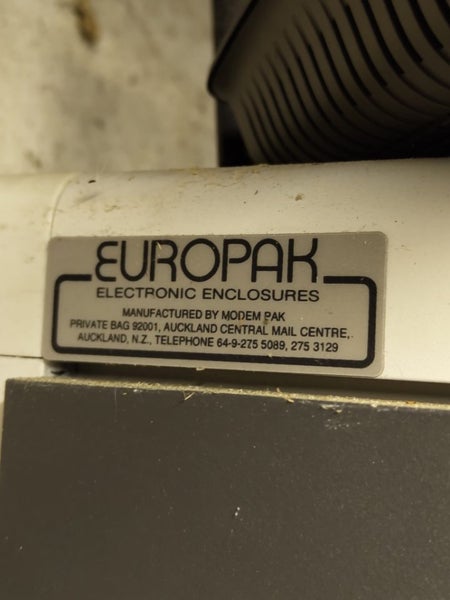 EUROPAK
ELECTRONIC ENCLOSURES
MANUFACTURED BY MODEM PAK
PRIVATE BAG 92001, AUCKLAND CENTRAL MAIL CENTRE,
AUCKLAND, N.Z., TELEPHONE 64-9-275 5089, 275 3129